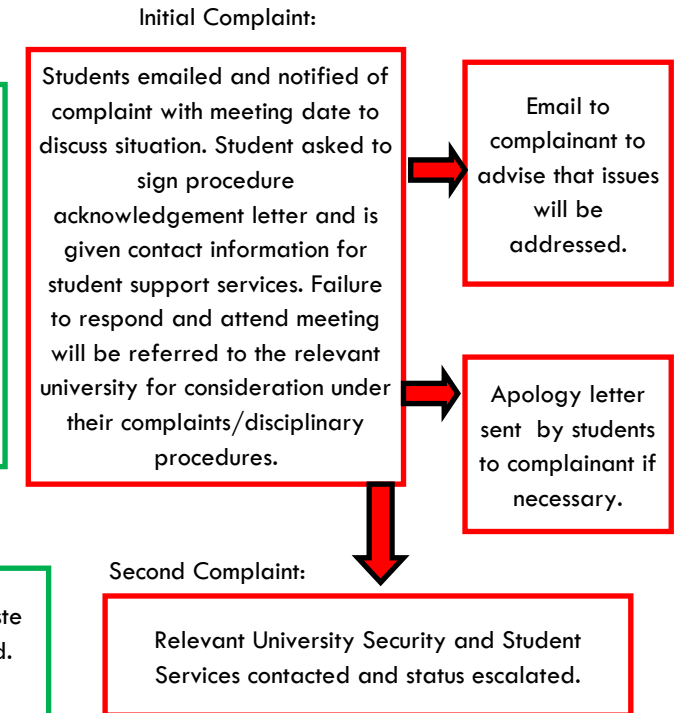 Initial Complaint:
Students emailed and notified of
complaint with meeting date to
discuss situation. Student asked to
sign procedure
acknowledgement letter and is
given contact information for
student support services. Failure
to respond and attend meeting
will be referred to the relevant
university for consideration under
their complaints/disciplinary
procedures.
Email to
complainant to
advise that issues
will be
addressed.
Apology letter
sent by students
to complainant if
necessary.
Second Complaint:
Relevant University Security and Student
Services contacted and status escalated.